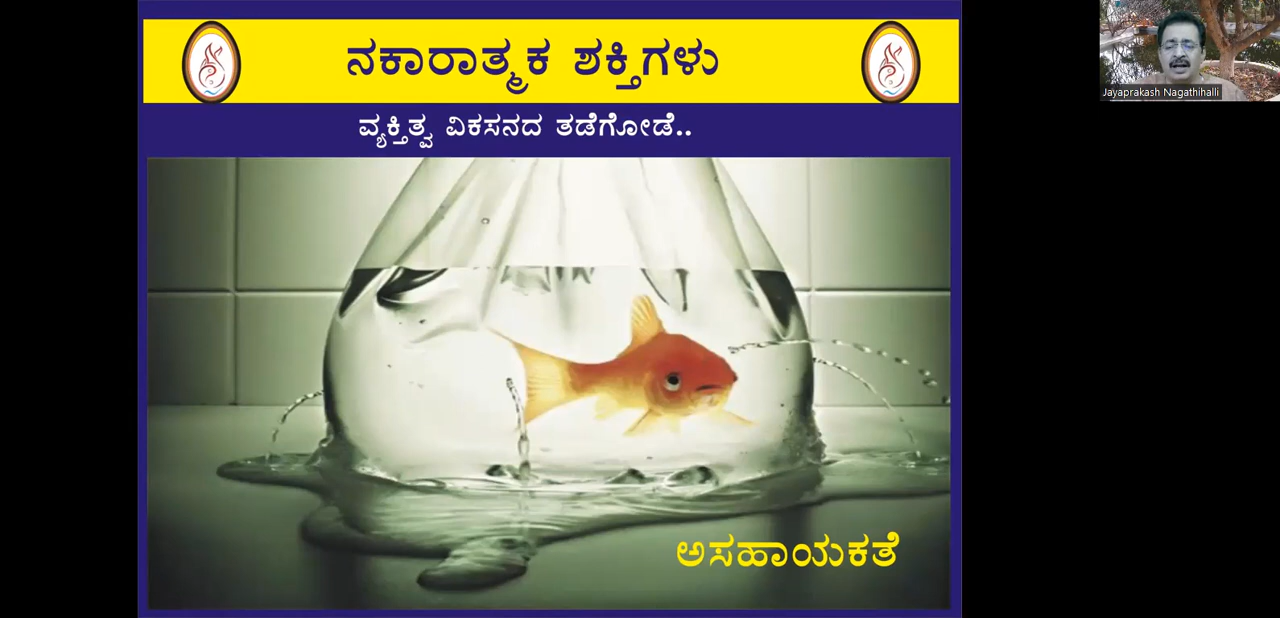 ನಕಾರಾತ್ಮಕ ಶಕ್ತಿಗಳು
ವ್ಯಕ್ತಿತ್ವ ವಿಕಸನದ ತಡೆಗೋಡೆ..
ಅಸಹಾಯಕತೆ
Jayaprakash Nagathihalli